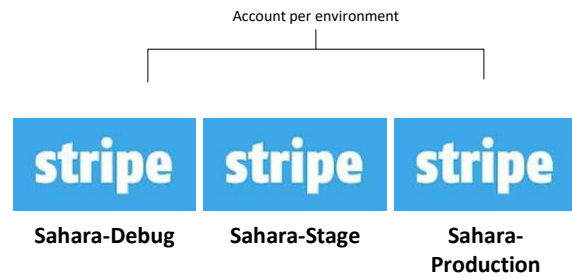 Account per environment
stripe stripe stripe
Sahara-Debug Sahara-Stage Sahara-
Production